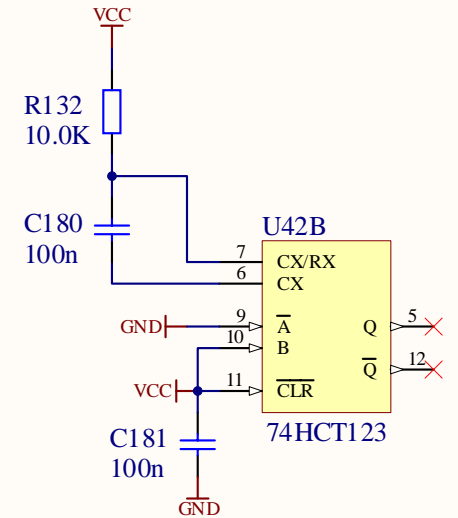 VCC
R132
10.0K
C180
100n
U42B
7
CX/RX
6
CX
GND
9
A
Q
5
10
B
Q
12
VCC
11
CLR
C181
100n
74HCT123
GND